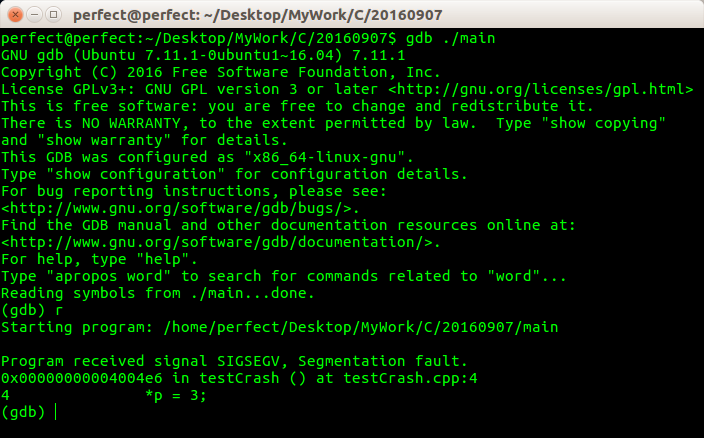 perfect@perfect: ~/Desktop/MyWork/C/20160907
perfect@perfect:~/Desktop/MyWork/C/20160907$ gdb ./main
GNU gdb (Ubuntu 7.11.1-0ubuntu1~16.04) 7.11.1
Copyright (C) 2016 Free Software Foundation, Inc.
License GPLv3+: GNU GPL version 3 or later <http://gnu.org/licenses/gpl.html>
This is free software: you are free to change and redistribute it.
There is NO WARRANTY, to the extent permitted by law.  Type "show copying"
and "show warranty" for details.
This GDB was configured as "x86_64-linux-gnu".
Type "show configuration" for configuration details.
For bug reporting instructions, please see:
<http://www.gnu.org/software/gdb/bugs/>.
Find the GDB manual and other documentation resources online at:
<http://www.gnu.org/software/gdb/documentation/>.
For help, type "help".
Type "apropos word" to search for commands related to "word"...
Reading symbols from ./main...done.
(gdb) r
Starting program: /home/perfect/Desktop/MyWork/C/20160907/main
Program received signal SIGSEGV, Segmentation fault.
0x00000000004004e6 in testCrash () at testCrash.cpp:4
4               *p = 3;
(gdb)